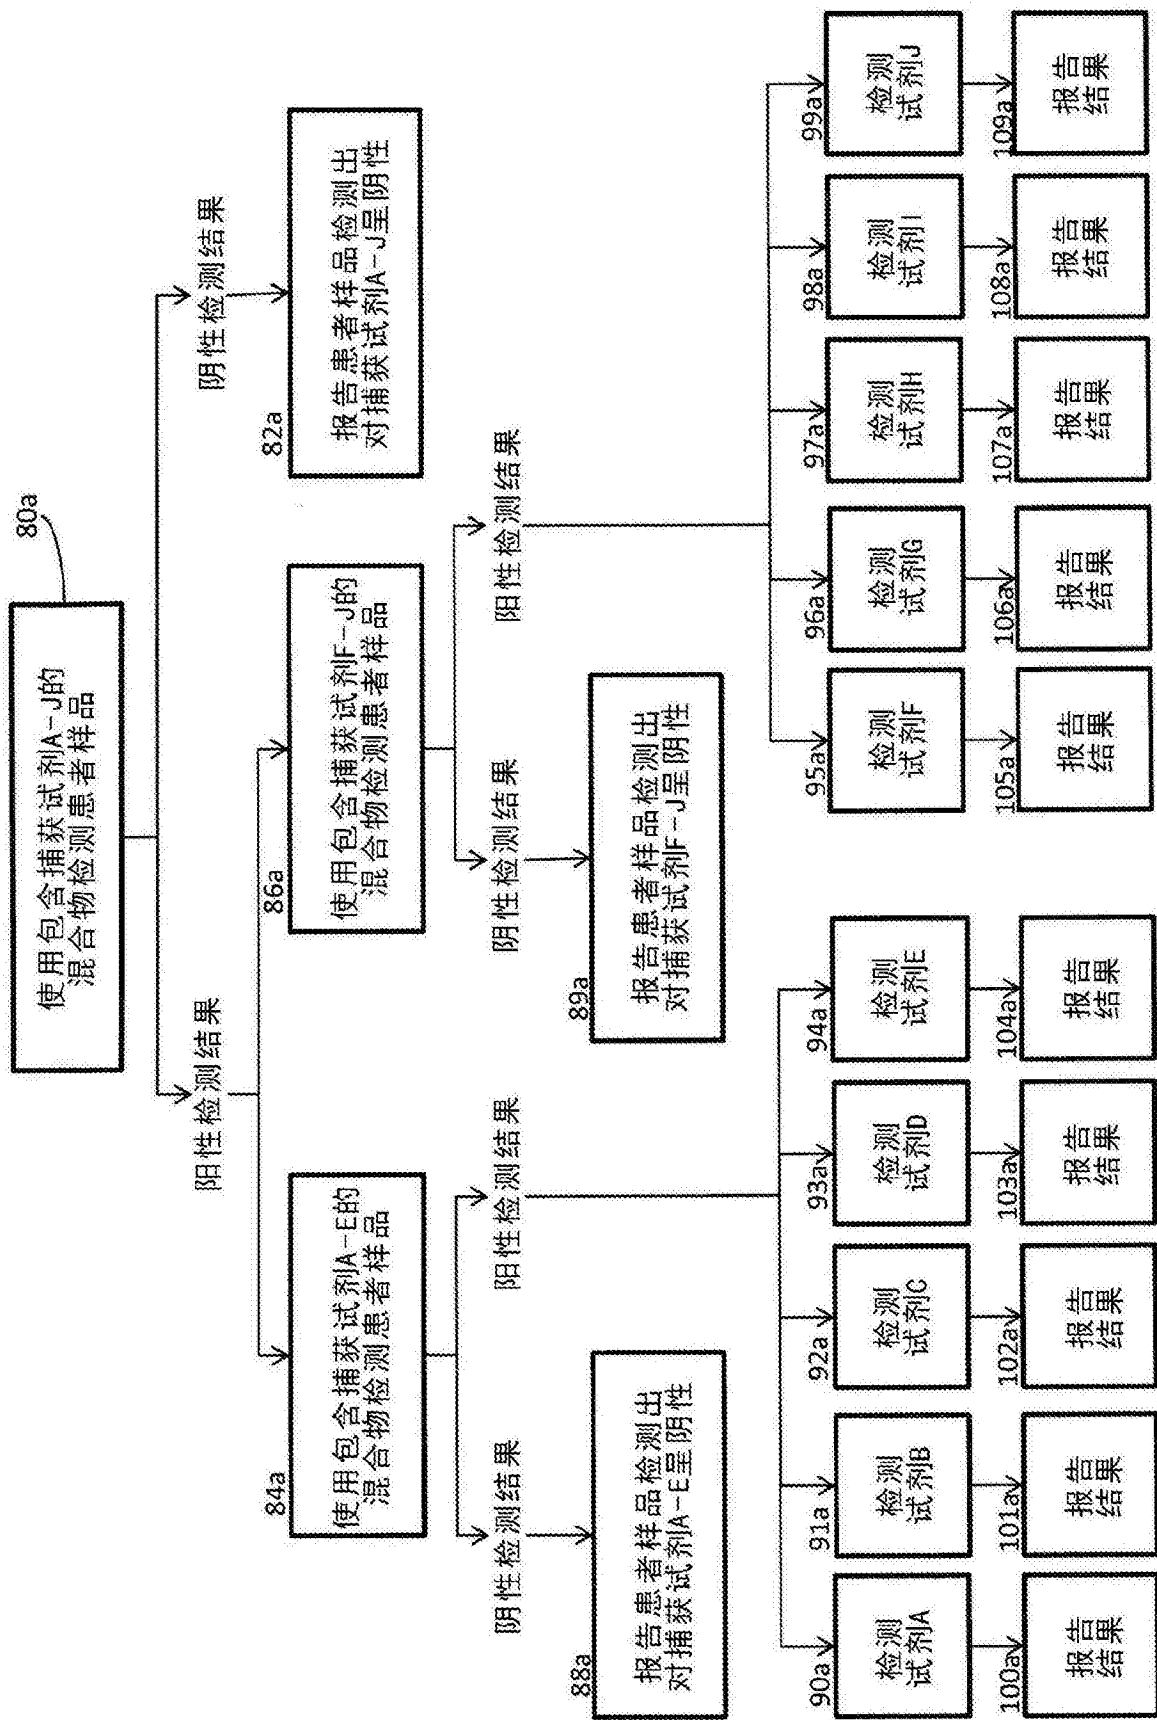 80a
使用包含捕获试剂A-J的
混合物检测患者样品
阳性检测结果
阴性检测结果
82a
报告患者样品检测出
对捕获试剂A-J呈阴性
84a
使用包含捕获试剂A-E的
混合物检测患者样品
86a
使用包含捕获试剂F-J的
混合物检测患者样品
阴性检测结果
阳性检测结果
阴性检测结果
阳性检测结果
88a
报告患者样品检测出
对捕获试剂A-E呈阴性
89a
报告患者样品检测出
对捕获试剂F-J呈阴性
90a
检测
试剂A
91a
检测
试剂B
92a
检测
试剂C
93a
检测
试剂D
94a
检测
试剂E
95a
检测
试剂F
96a
检测
试剂G
97a
检测
试剂H
98a
检测
试剂I
99a
检测
试剂J
100a
报告
结果
101a
报告
结果
102a
报告
结果
103a
报告
结果
104a
报告
结果
105a
报告
结果
106a
报告
结果
107a
报告
结果
108a
报告
结果
109a
报告
结果